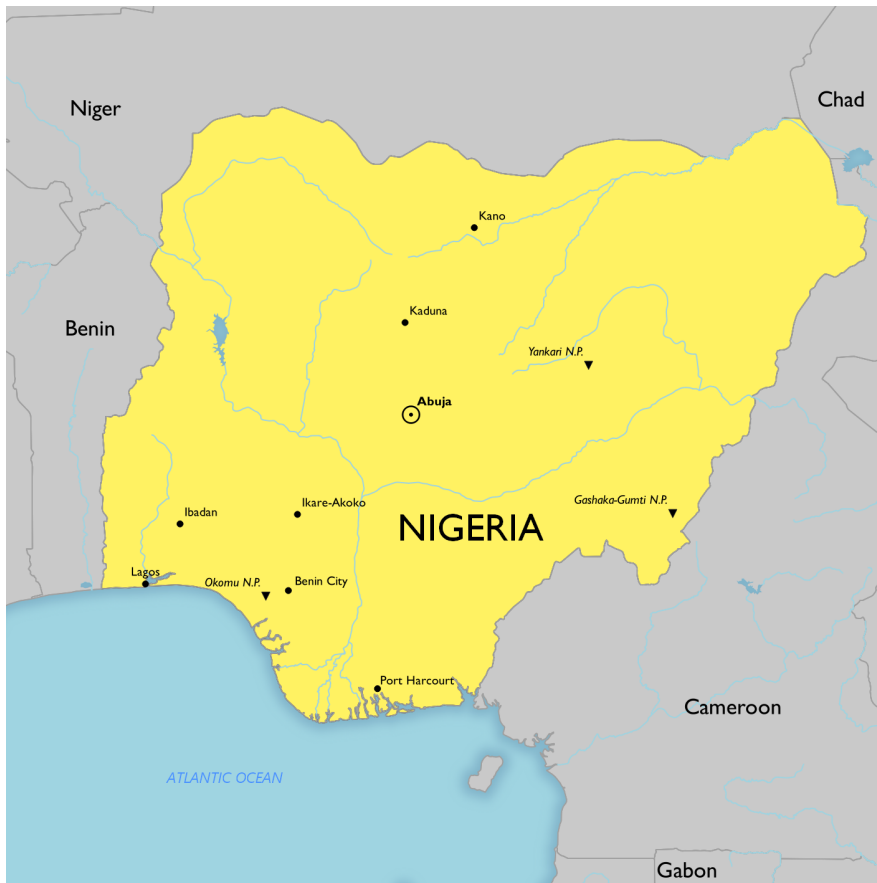 Chad
Niger
Kano
Kaduna
Benin
Yankari N.P.
Abuja
Gashaka-Gumti N.P.
Ikare-Akoko
Ibadan
NIGERIA
Lagos
Okomu N.P.
Benin City
Port Harcourt
Cameroon
ATLANTIC OCEAN
Gabon